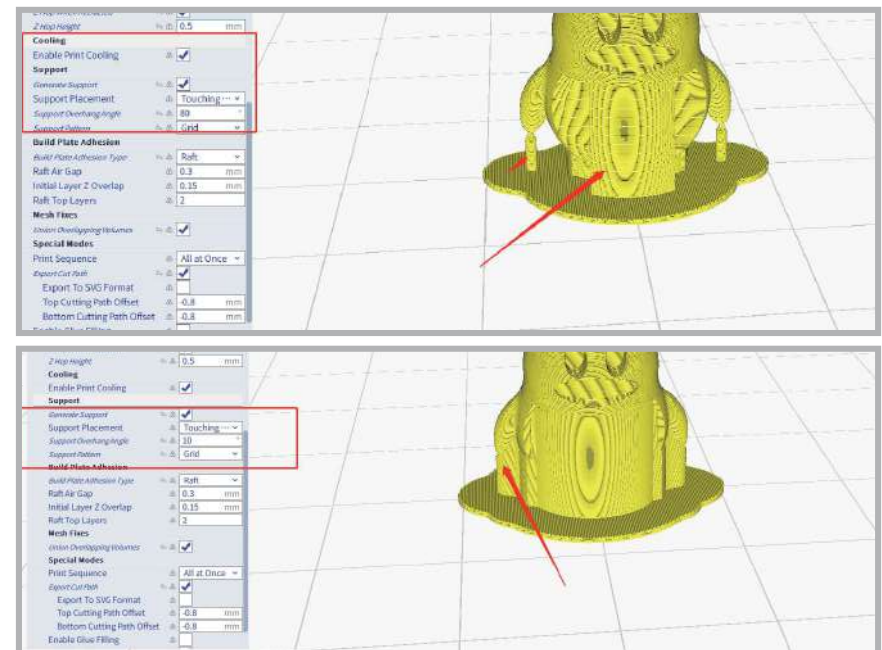 Z Hop Height 0.5 mm
Cooling
Enable Print Cooling
Support
Generate Support
Support Placement Touching ...
Support Overhang Angle 80 °
Support Pattern Grid
Build Plate Adhesion
Build Plate Adhesion Type Raft
Raft Air Gap 0.3 mm
Initial Layer Z Overlap 0.15 mm
Raft Top Layers 2
Mesh Fixes
Union Overlapping Volumes
Special Modes
Print Sequence All at Once
Export Cut Path
Export To SVG Format
Top Cutting Path Offset -0.8 mm
Bottom Cutting Path Offset -0.8 mm
Enable Glue Filling
Z Hop Height 0.5 mm
Cooling
Enable Print Cooling
Support
Generate Support
Support Placement Touching ...
Support Overhang Angle 10 °
Support Pattern Grid
Build Plate Adhesion
Build Plate Adhesion Type Raft
Raft Air Gap 0.3 mm
Initial Layer Z Overlap 0.15 mm
Raft Top Layers 2
Mesh Fixes
Union Overlapping Volumes
Special Modes
Print Sequence All at Once
Export Cut Path
Export To SVG Format
Top Cutting Path Offset -0.8 mm
Bottom Cutting Path Offset -0.8 mm
Enable Glue Filling